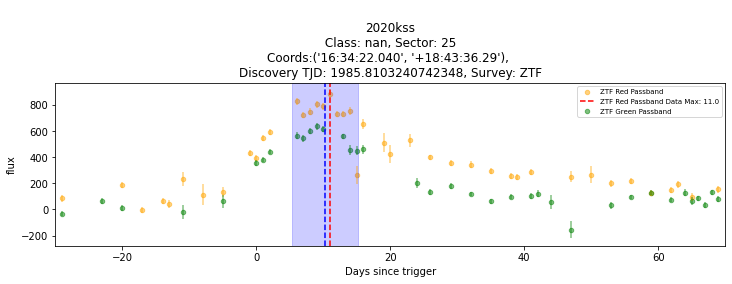 2020kss
Class: nan, Sector: 25
Coords:('16:34:22.040', '+18:43:36.29'),
Discovery TJD: 1985.8103240742348, Survey: ZTF
ZTF Red Passband
ZTF Red Passband Data Max: 11.0
ZTF Green Passband
flux
800
600
400
200
0
−200
−20
0
20
40
60
Days since trigger